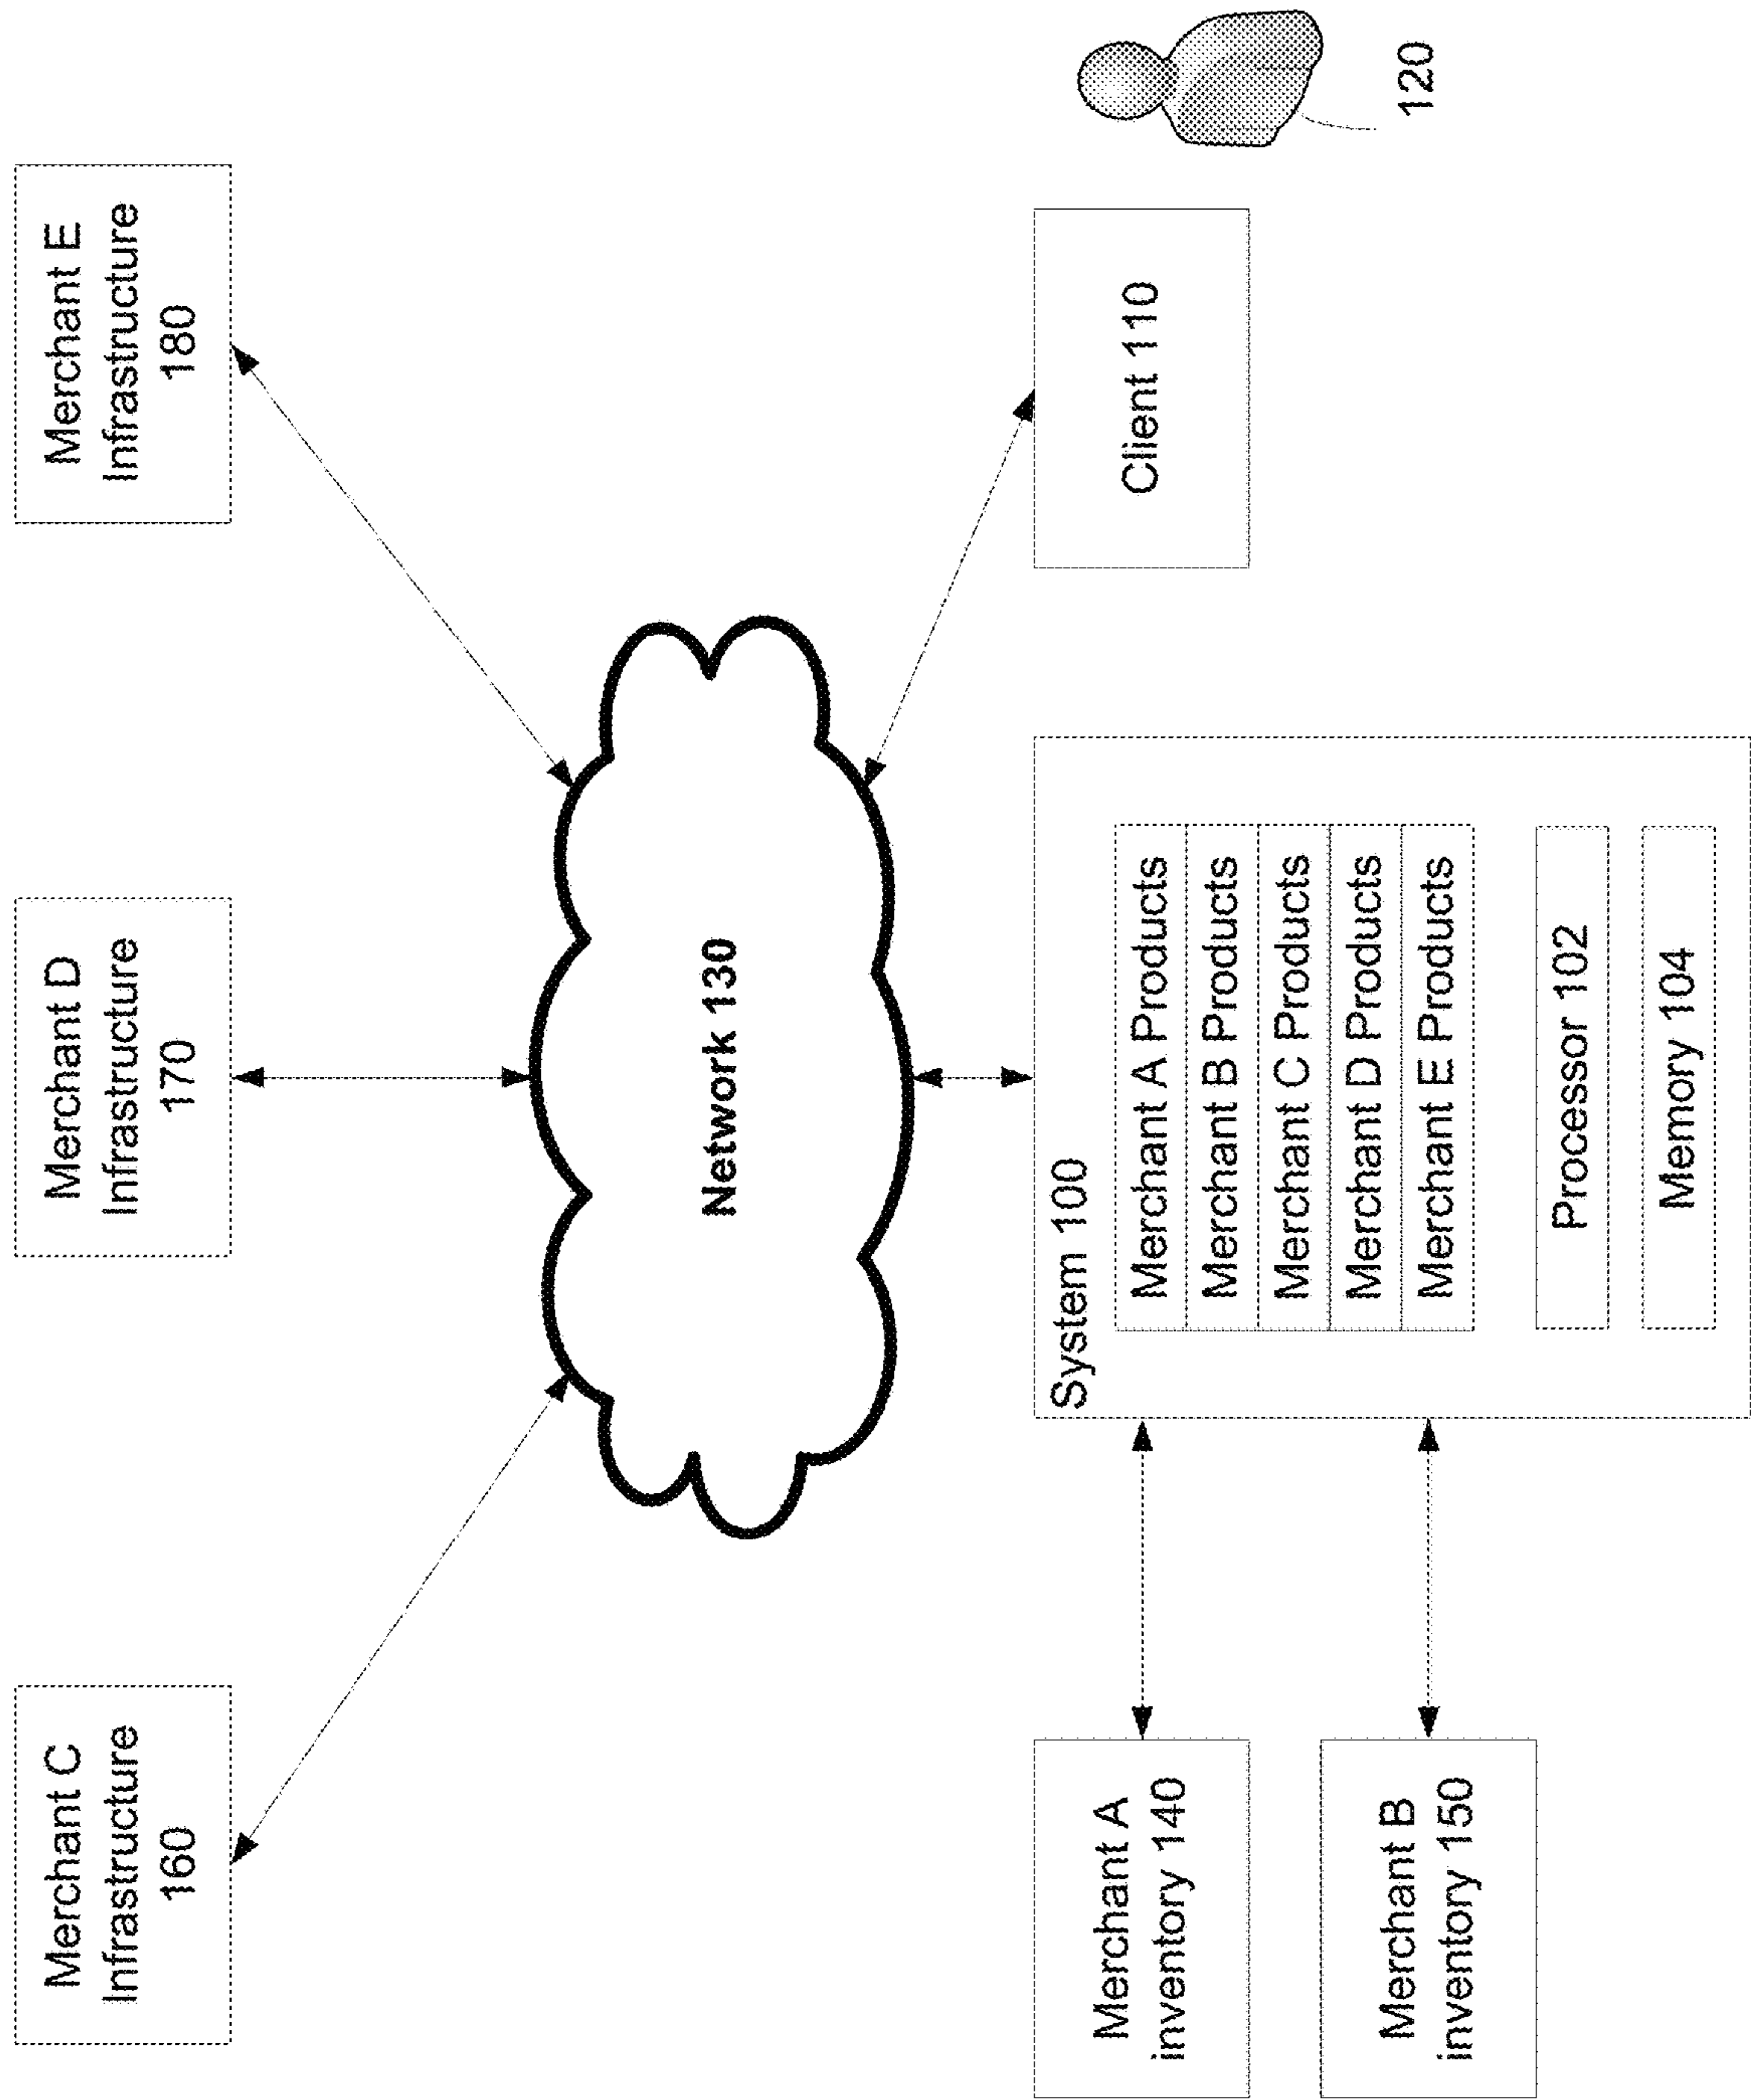 Merchant C
Infrastructure
160
Merchant D
Infrastructure
170
Merchant E
Infrastructure
180
Network 130
Merchant A
inventory 140
Merchant B
inventory 150
System 100
Merchant A Products
Merchant B Products
Merchant C Products
Merchant D Products
Merchant E Products
Processor 102
Memory 104
Client 110
120